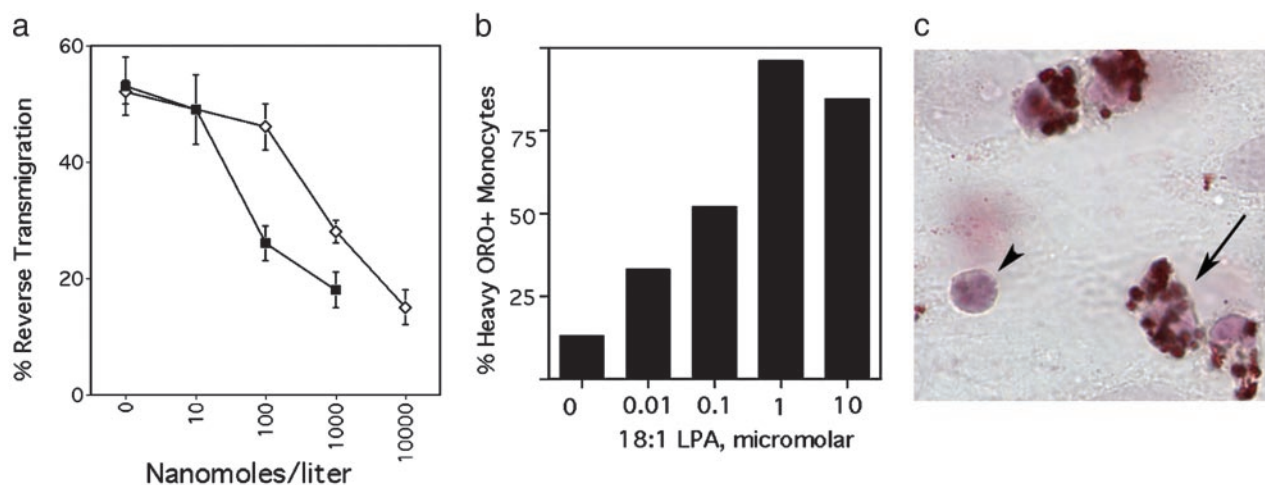 a
60
40
20
0
% Reverse Transmigration
0
10
100
1000
10000
Nanomoles/liter
b
75
50
25
% Heavy ORO+ Monocytes
0
0.01
0.1
1
10
18:1 LPA, micromolar
c